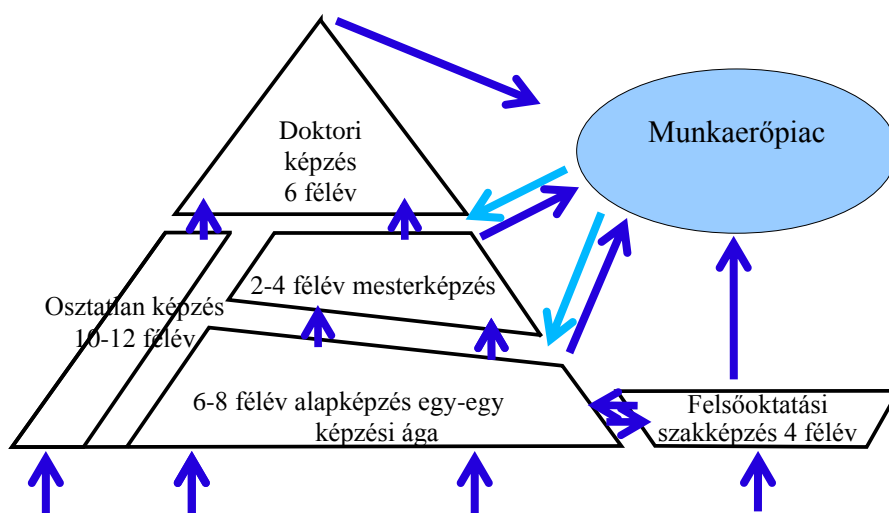 Doktori
képzés
6 félév
Munkaerőpiac
Osztatlan képzés
10-12 félév
2-4 félév mesterképzés
6-8 félév alapképzés egy-egy
képzési ága
Felsőoktatási
szakképzés 4 félév